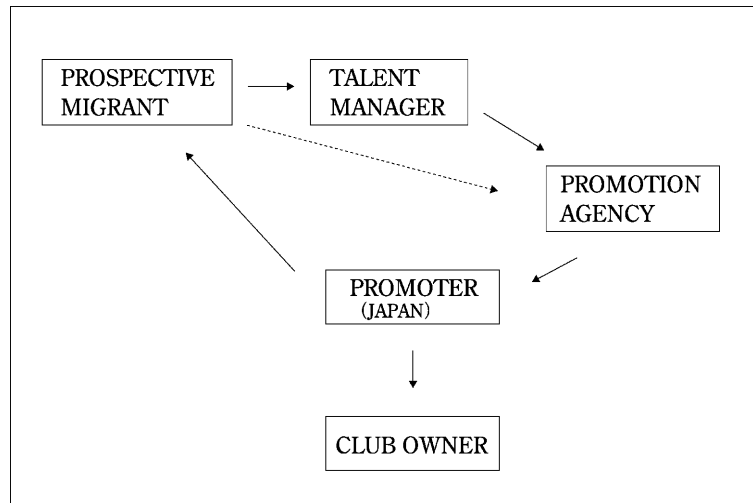 PROSPECTIVE
MIGRANT
TALENT
MANAGER
PROMOTION
AGENCY
PROMOTER
(JAPAN)
CLUB OWNER